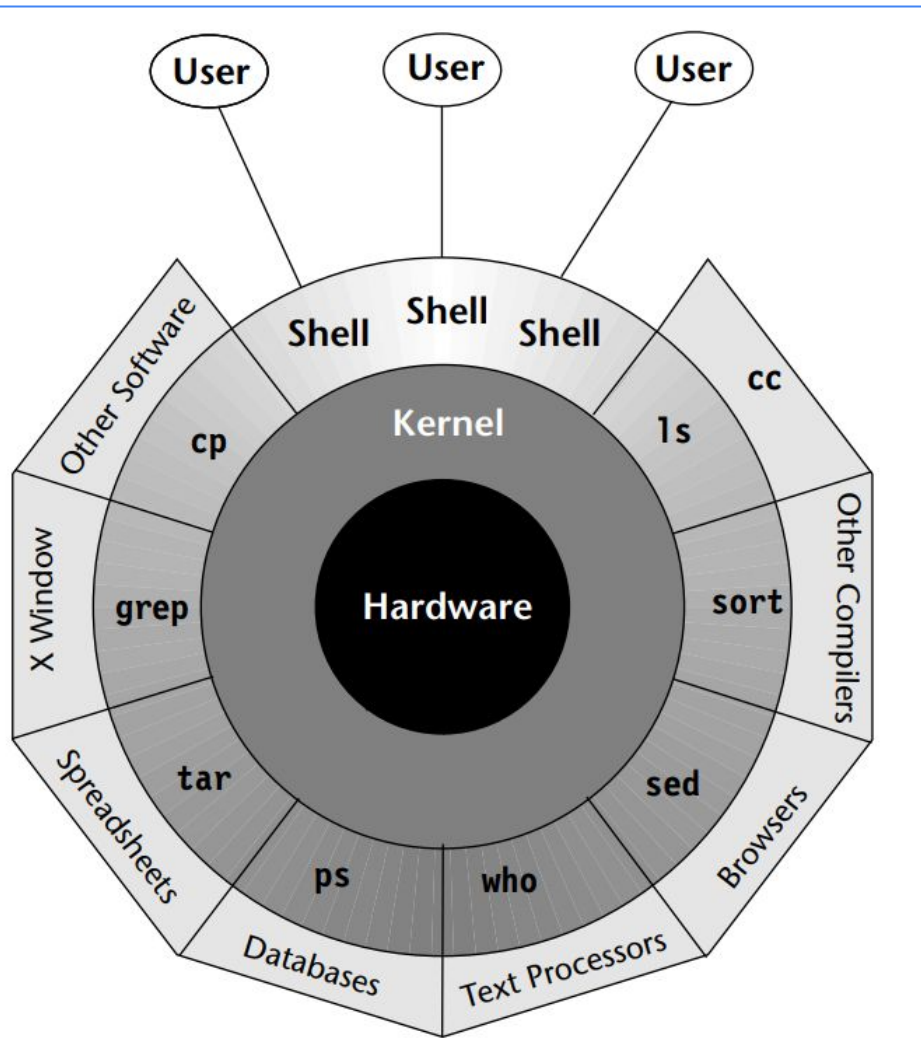 User
User
User
Shell
Shell
Shell
Other Software
cc
Kernel
cp
ls
X Window
grep
Hardware
sort
Other Compilers
Spreadsheets
tar
sed
Browsers
ps
who
Databases
Text Processors